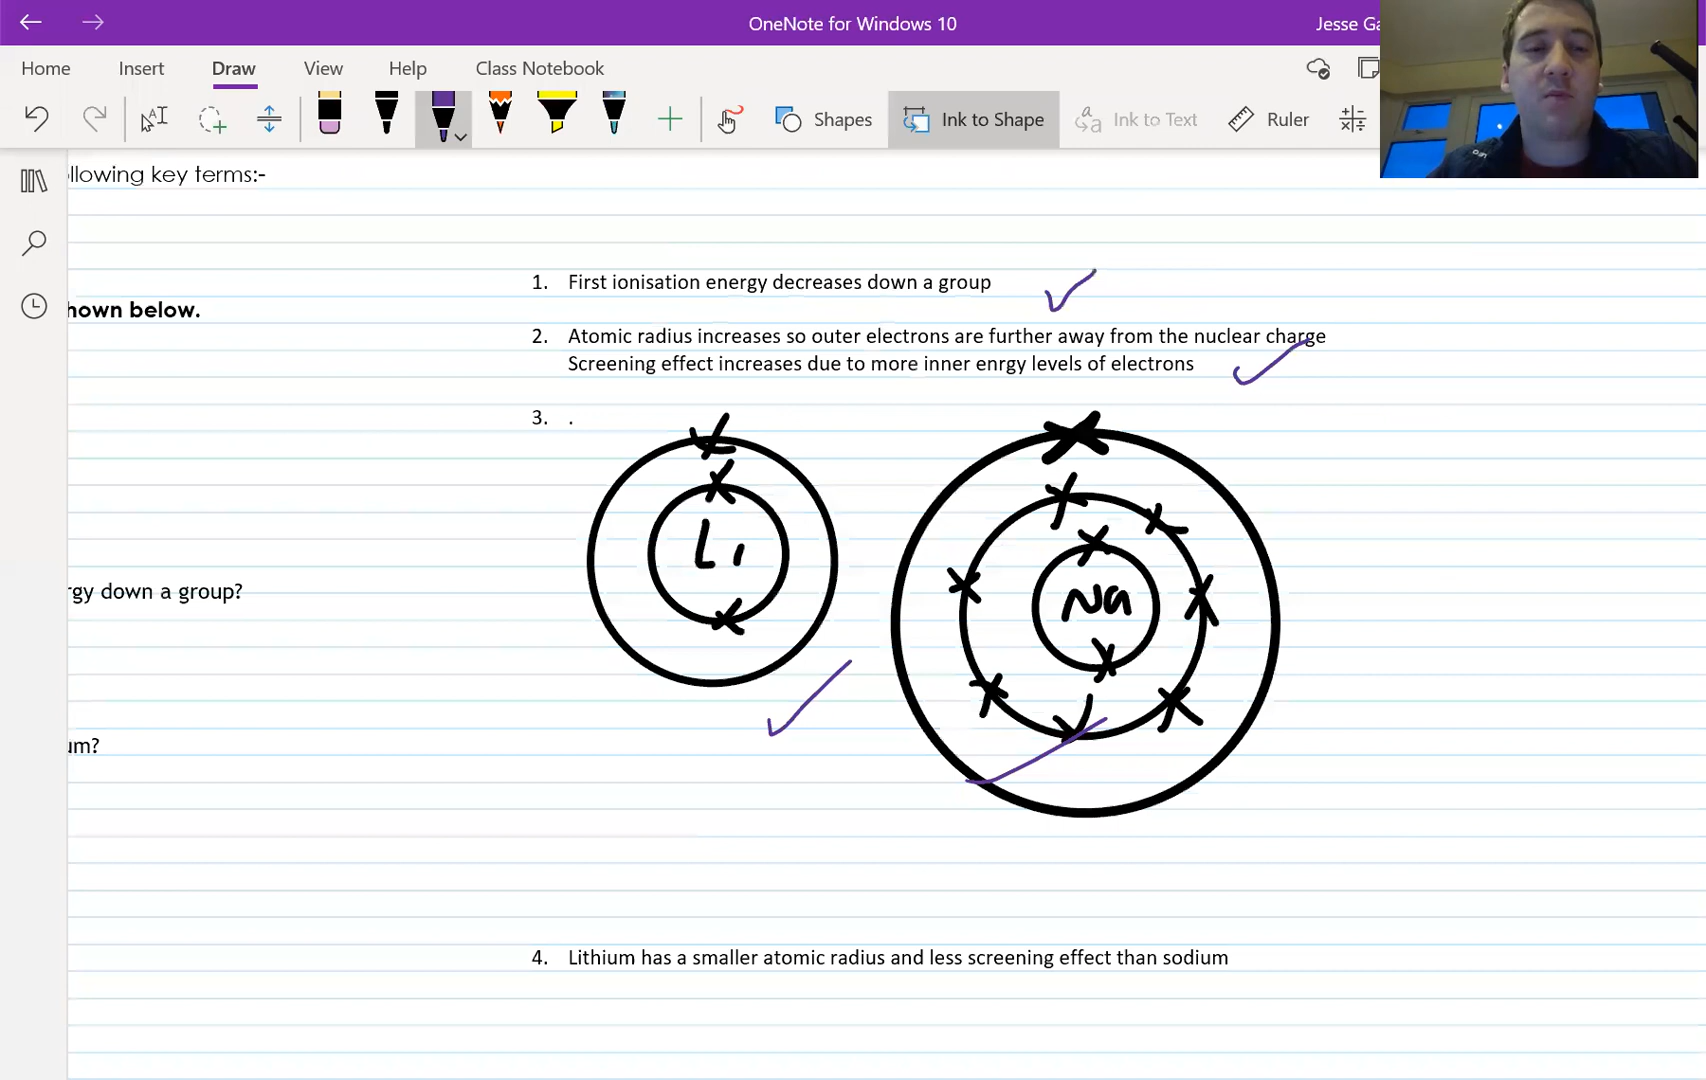 OneNote for Windows 10
Jesse Ga
Home Insert Draw View Help Class Notebook
Shapes Ink to Shape Ink to Text Ruler
llowing key terms:-
1. First ionisation energy decreases down a group
hown below.
2. Atomic radius increases so outer electrons are further away from the nuclear charge
Screening effect increases due to more inner enrgy levels of electrons
3. .
Li
Na
rgy down a group?
um?
4. Lithium has a smaller atomic radius and less screening effect than sodium